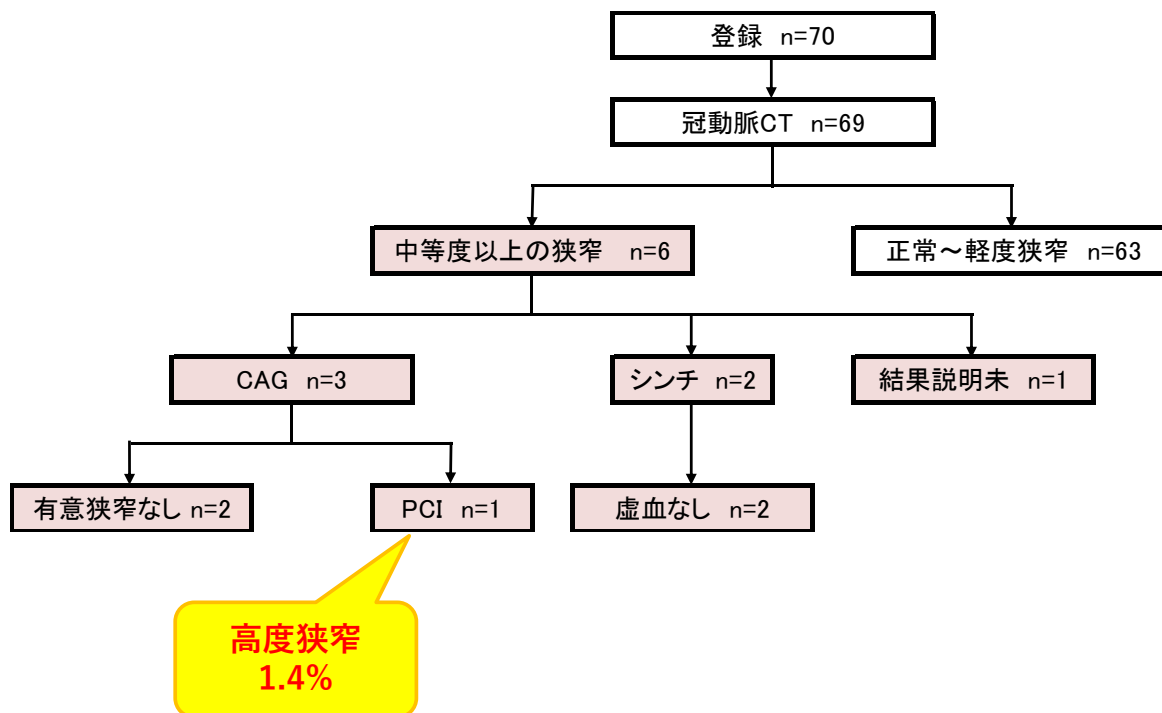 登録 n=70
冠動脈CT n=69
中等度以上の狭窄 n=6
正常～軽度狭窄 n=63
CAG n=3
シンチ n=2
結果説明未 n=1
有意狭窄なし n=2
PCI n=1
虚血なし n=2
高度狭窄
1.4%